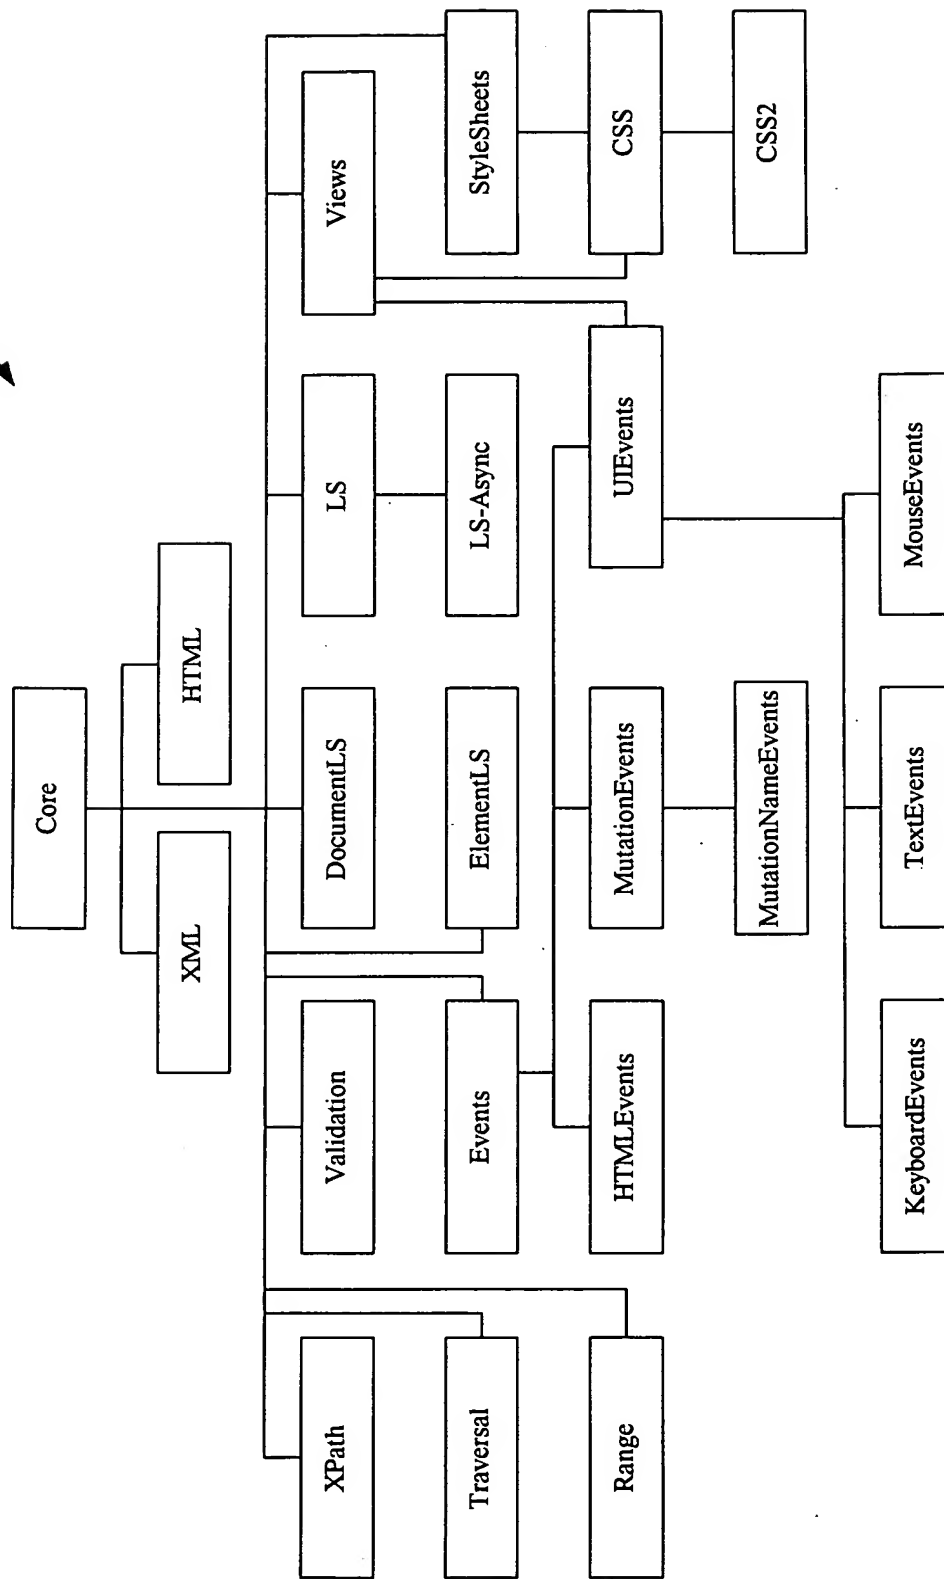 Core
XML
HTML
XPath
Validation
DocumentLS
LS
Views
Traversal
Events
ElementLS
LS-Async
StyleSheets
Range
HTMLEvents
MutationEvents
UIEvents
CSS
MutationNameEvents
CSS2
KeyboardEvents
TextEvents
MouseEvents